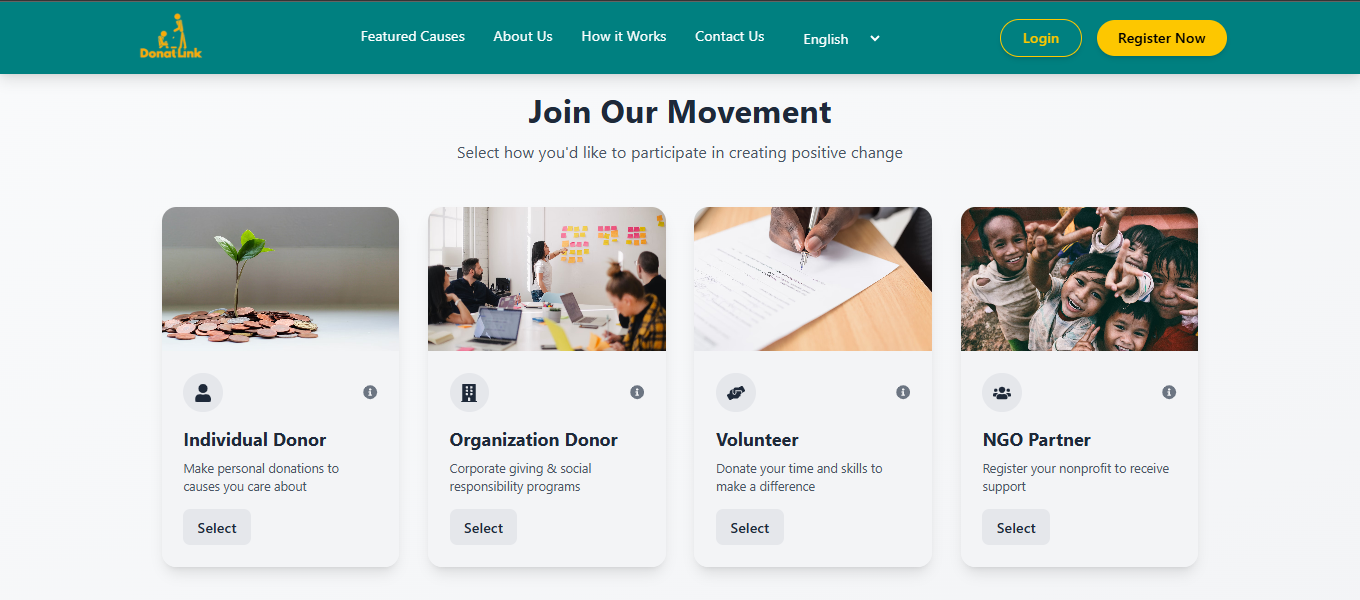 DonatLink
Featured Causes
About Us
How it Works
Contact Us
English
Login
Register Now
Join Our Movement
Select how you'd like to participate in creating positive change
Individual Donor
Make personal donations to
causes you care about
Select
Organization Donor
Corporate giving & social
responsibility programs
Select
Volunteer
Donate your time and skills to
make a difference
Select
NGO Partner
Register your nonprofit to receive
support
Select